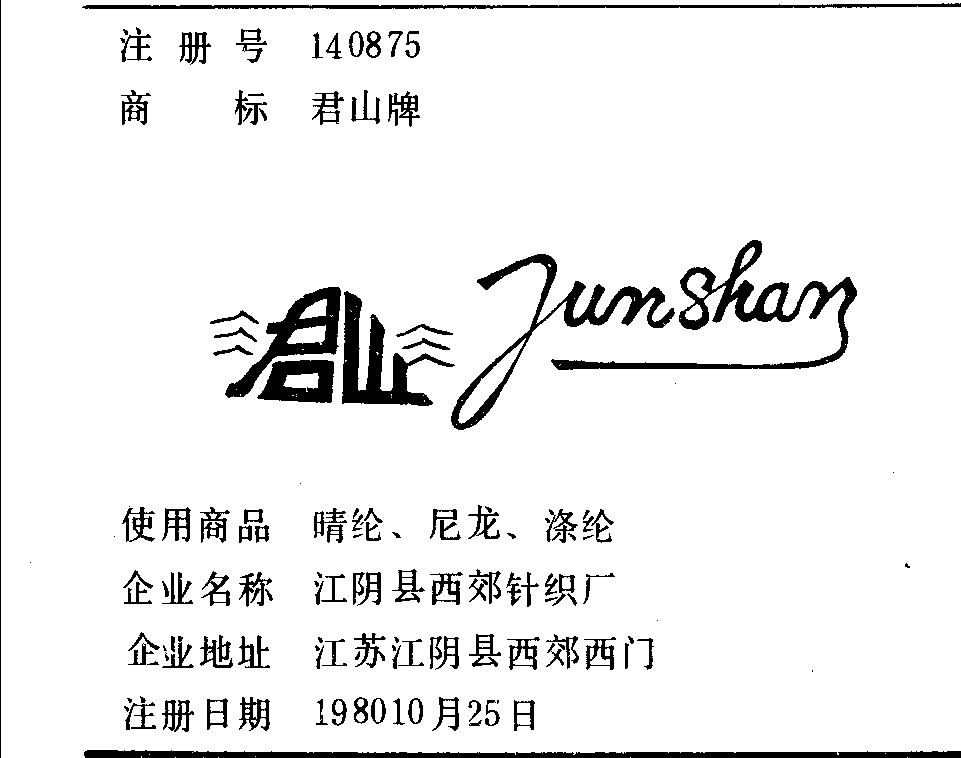 注册号 140875
商标 君山牌
君山 Junshan
使用商品 晴纶、尼龙、涤纶
企业名称 江阴县西郊针织厂
企业地址 江苏江阴县西郊西门
注册日期 198010月25日